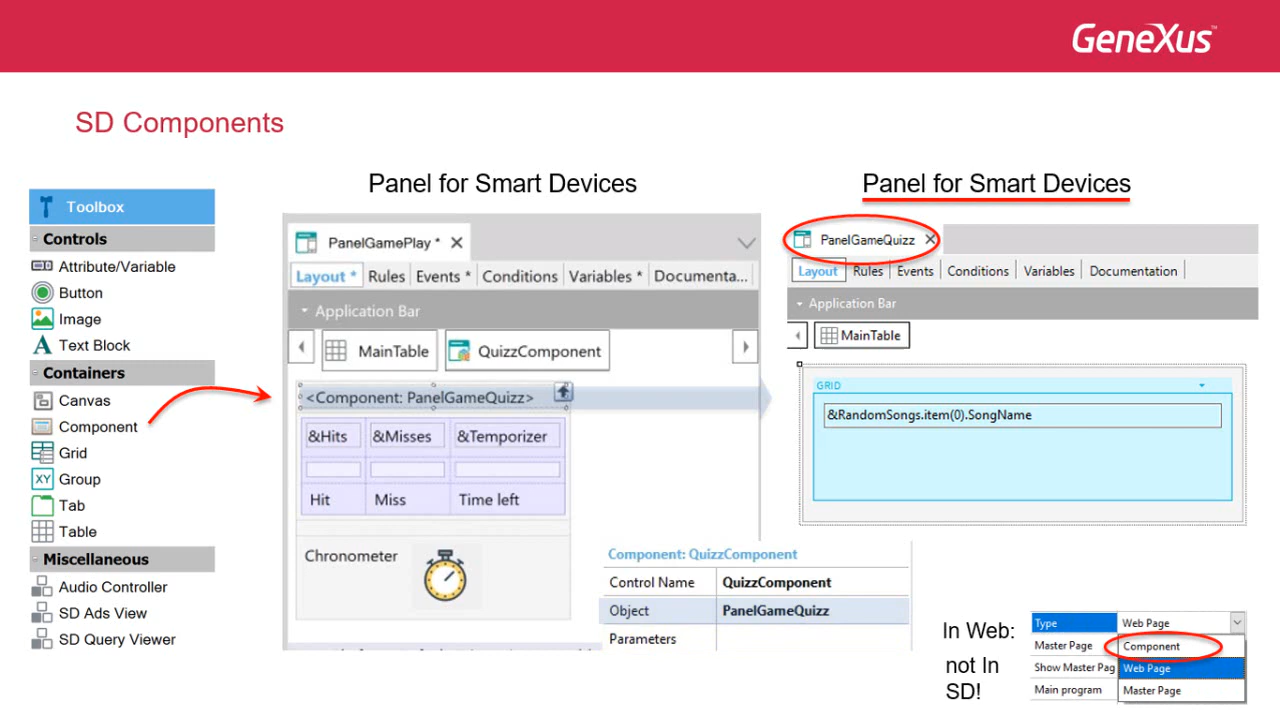 GeneXus™
SD Components
Panel for Smart Devices
Panel for Smart Devices
Toolbox
Controls
Attribute/Variable
Button
Image
Text Block
Containers
Canvas
Component
Grid
Group
Tab
Table
Miscellaneous
Audio Controller
SD Ads View
SD Query Viewer
PanelGamePlay *
Layout * Rules Events * Conditions Variables * Documenta...
Application Bar
MainTable QuizzComponent
<Component: PanelGameQuizz>
&Hits &Misses &Temporizer
Hit Miss Time left
Chronometer
Component: QuizzComponent
Control Name QuizzComponent
Object PanelGameQuizz
Parameters
PanelGameQuizz
Layout Rules Events Conditions Variables Documentation
Application Bar
MainTable
GRID
&RandomSongs.item(0).SongName
In Web:
not In
SD!
Type Web Page
Master Page Component
Show Master Pag Web Page
Main program Master Page